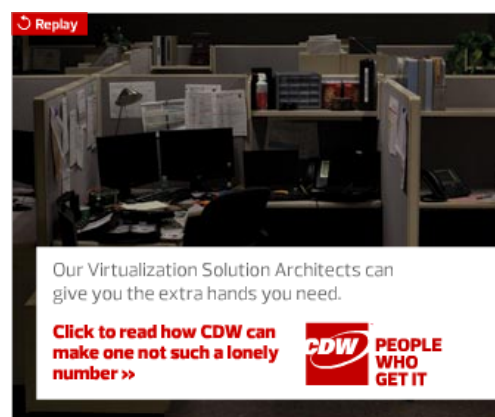 Replay
Our Virtualization Solution Architects can
give you the extra hands you need.
Click to read how CDW can
make one not such a lonely
number »
CDW
PEOPLE
WHO
GET IT